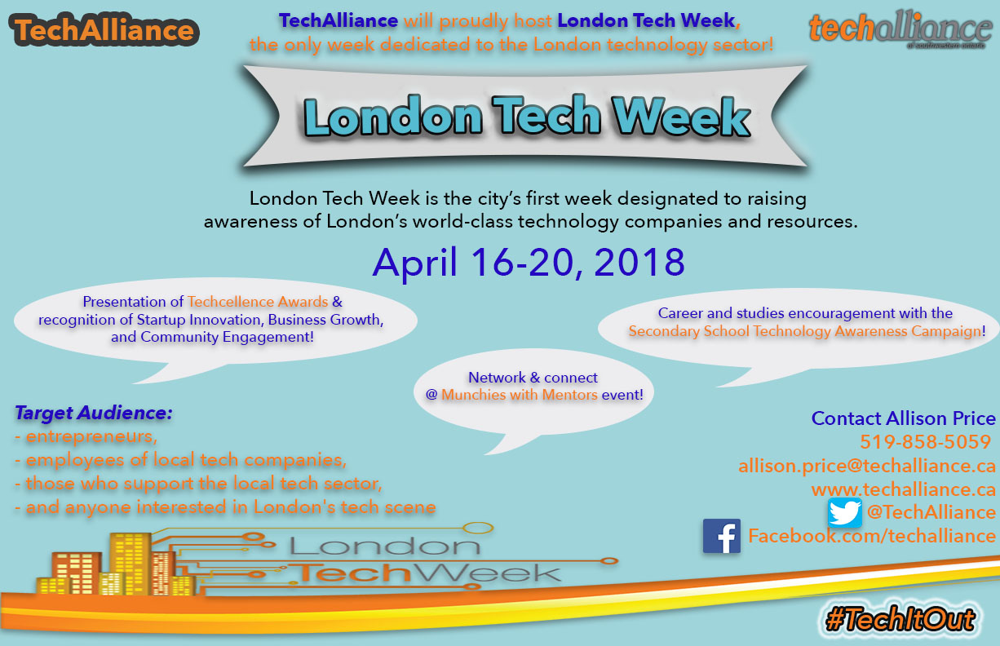 TechAlliance
TechAlliance will proudly host London Tech Week,
the only week dedicated to the London technology sector!
techalliance
of southwestern ontario
London Tech Week
London Tech Week is the city’s first week designated to raising
awareness of London’s world-class technology companies and resources.
April 16-20, 2018
Presentation of Techcellence Awards &
recognition of Startup Innovation, Business Growth,
and Community Engagement!
Career and studies encouragement with the
Secondary School Technology Awareness Campaign!
Network & connect
@ Munchies with Mentors event!
Target Audience:
- entrepreneurs,
- employees of local tech companies,
- those who support the local tech sector,
- and anyone interested in London's tech scene
Contact Allison Price
519-858-5059
allison.price@techalliance.ca
www.techalliance.ca
@TechAlliance
Facebook.com/techalliance
London
TechWeek
#TechItOut